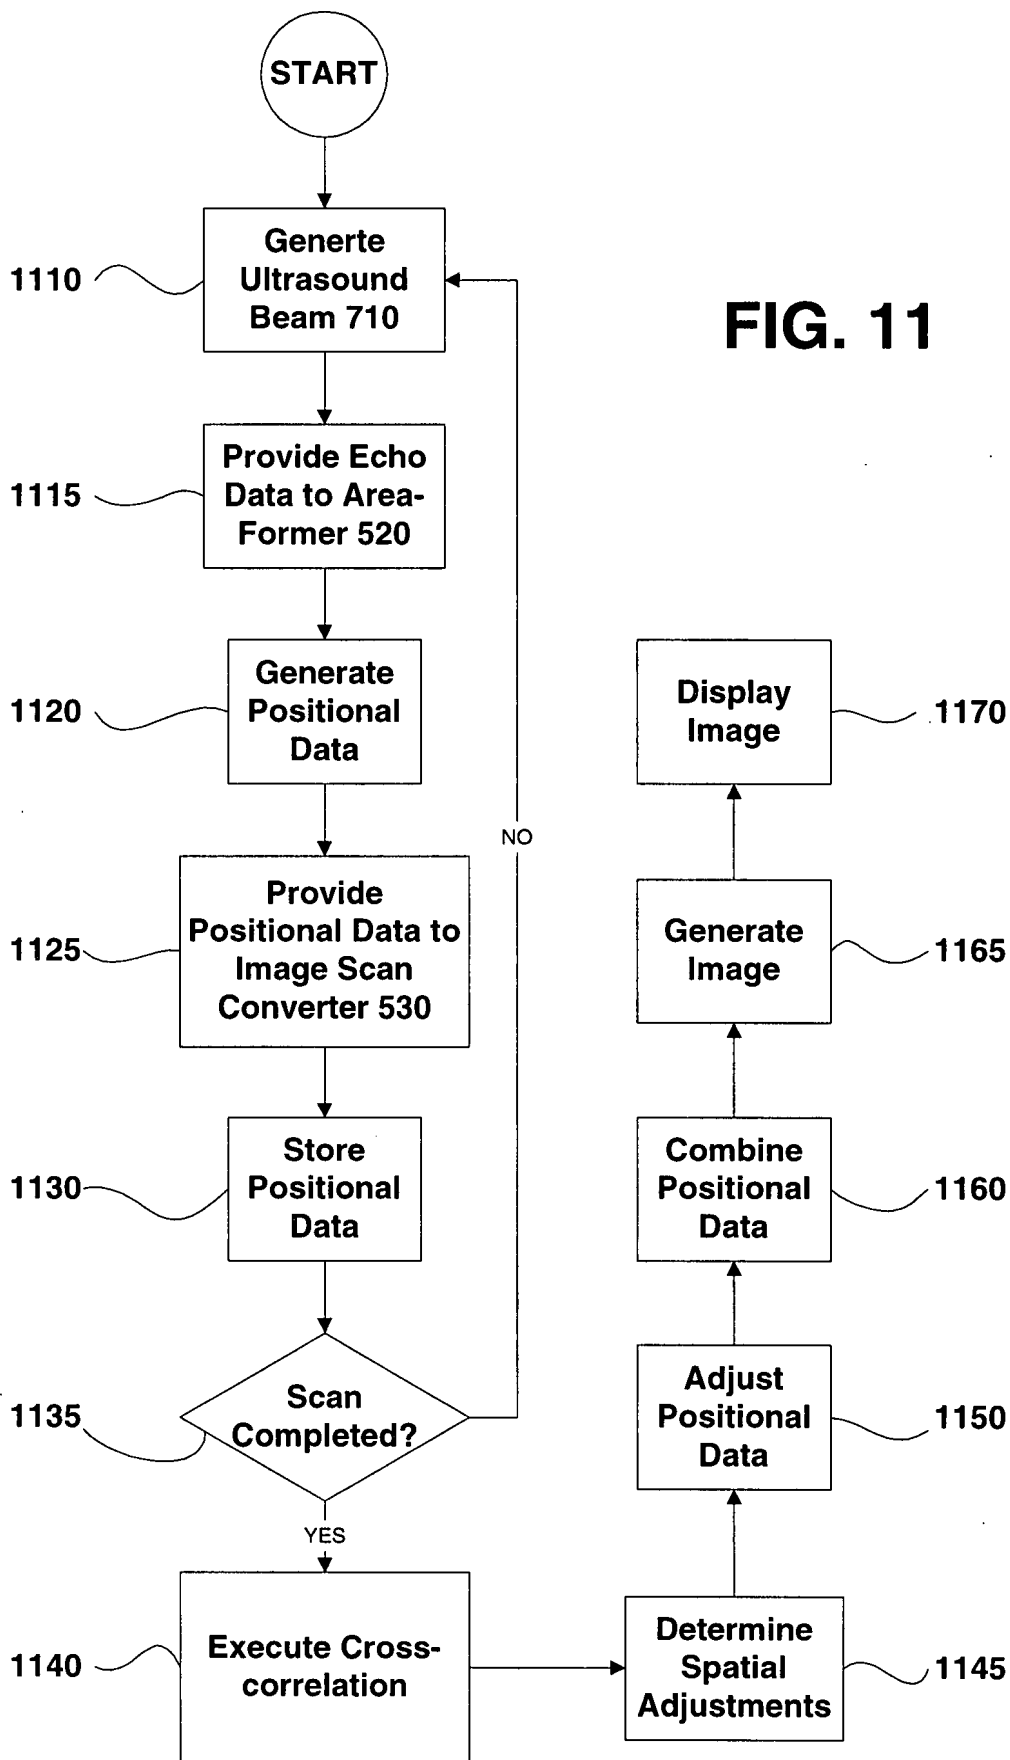 START
1110
Generte
Ultrasound
Beam 710
FIG. 11
1115
Provide Echo
Data to Area-
Former 520
1120
Generate
Positional
Data
NO
1125
Provide
Positional Data to
Image Scan
Converter 530
1130
Store
Positional
Data
1135
Scan
Completed?
YES
1140
Execute Cross-
correlation
Determine
Spatial
Adjustments
1145
Adjust
Positional
Data
1150
Combine
Positional
Data
1160
Generate
Image
1165
Display
Image
1170